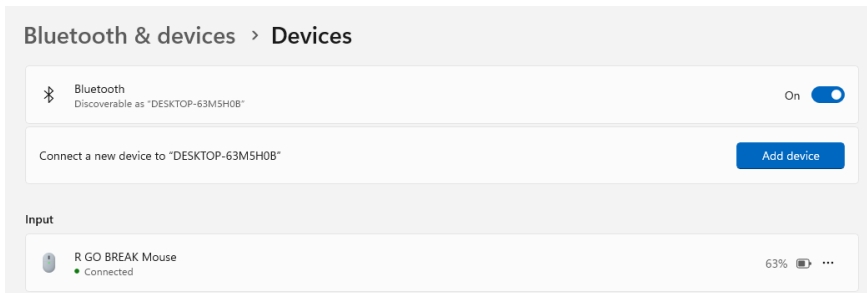 Bluetooth & devices > Devices
Bluetooth
Discoverable as "DESKTOP-63M5H0B"
On
Connect a new device to “DESKTOP-63M5H0B”
Add device
Input
R GO BREAK Mouse
Connected
63%